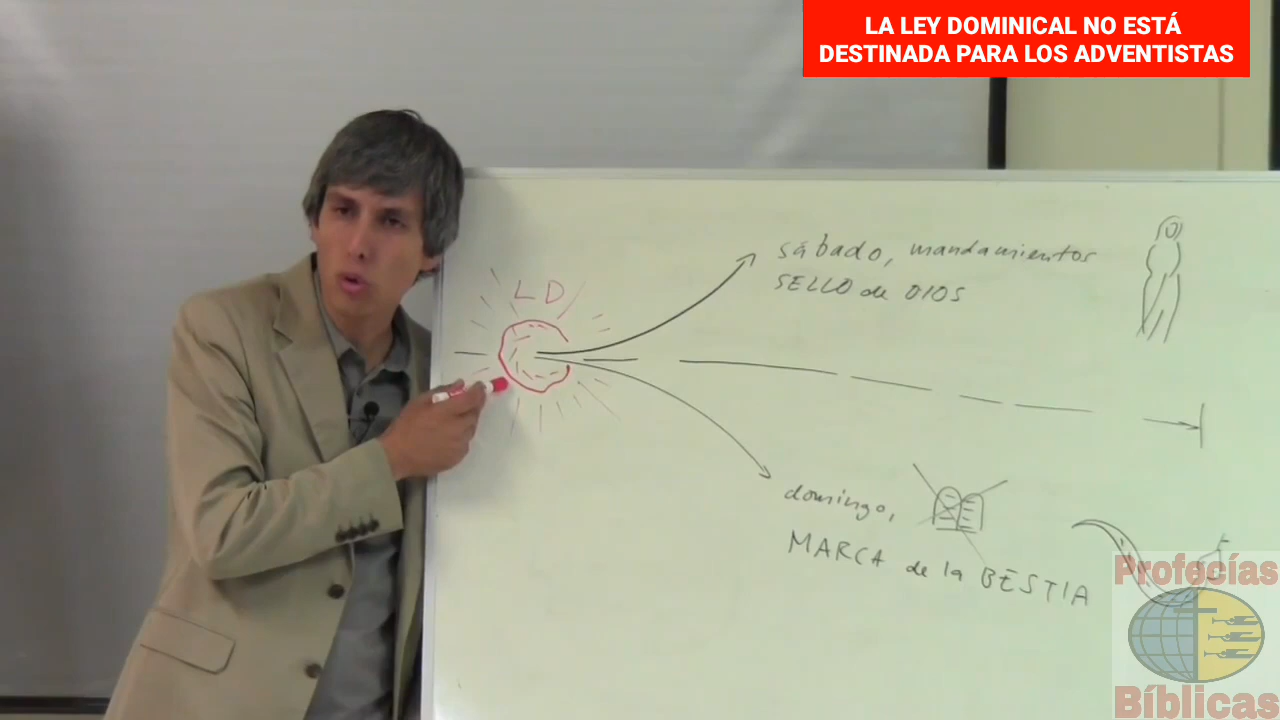 LA LEY DOMINICAL NO ESTÁ
DESTINADA PARA LOS ADVENTISTAS
LD
sábado, mandamientos
SELLO de DIOS
domingo,
MARCA de la BESTIA
Profecías
Bíblicas